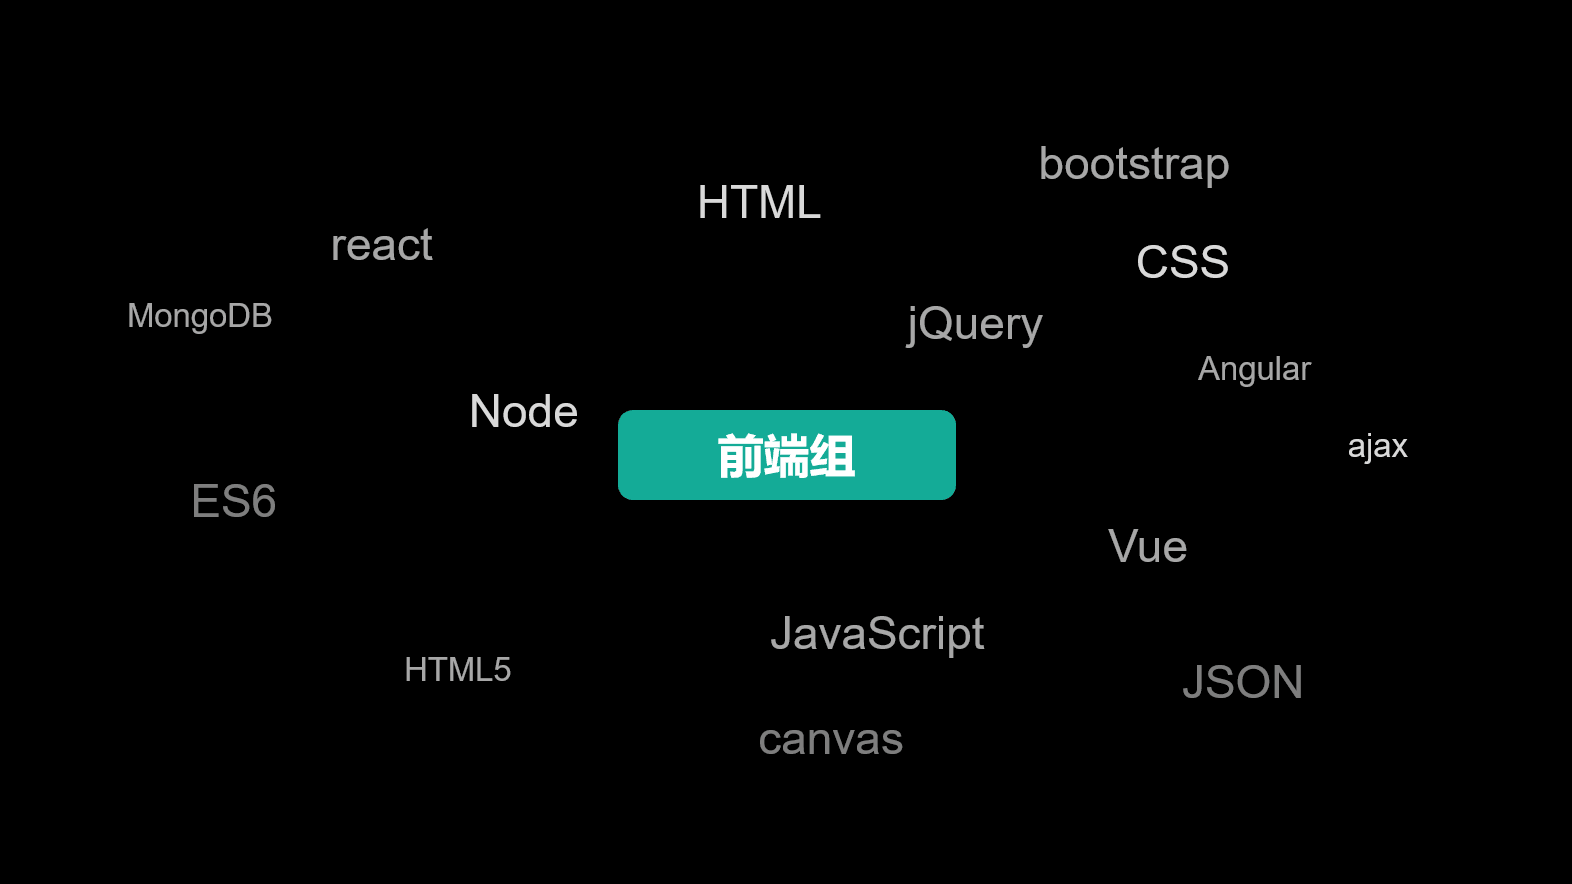 bootstrap
HTML
react
CSS
MongoDB
jQuery
Angular
Node
前端组
ajax
ES6
Vue
JavaScript
HTML5
JSON
canvas